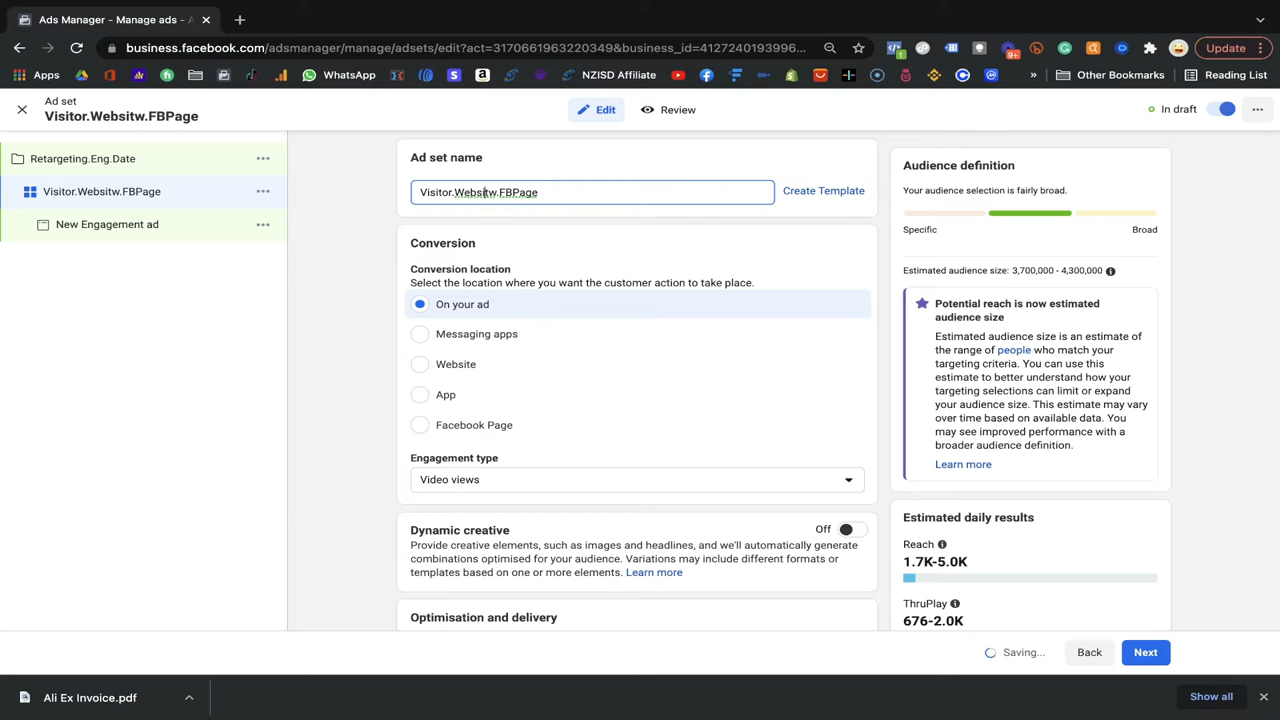 Ads Manager - Manage ads - A
business.facebook.com/adsmanager/manage/adsets/edit?act=3170661963220349&business_id=4127240193996...
Update
Apps
WhatsApp
NZISD Affiliate
»
Other Bookmarks
Reading List
9+
1
Ad set
Visitor.Websitw.FBPage
Edit
Review
In draft
Retargeting.Eng.Date
Visitor.Websitw.FBPage
New Engagement ad
Ad set name
Visitor.Websitw.FBPage
Create Template
Conversion
Conversion location
Select the location where you want the customer action to take place.
On your ad
Messaging apps
Website
App
Facebook Page
Engagement type
Video views
Dynamic creative
Off
Provide creative elements, such as images and headlines, and we'll automatically generate
combinations optimised for your audience. Variations may include different formats or
templates based on one or more elements. Learn more
Optimisation and delivery
Audience definition
Your audience selection is fairly broad.
Specific
Broad
Estimated audience size: 3,700,000 - 4,300,000
Potential reach is now estimated
audience size
Estimated audience size is an estimate of
the range of people who match your
targeting criteria. You can use this
estimate to better understand how your
targeting selections can limit or expand
your audience size. This estimate may vary
over time based on available data. You
may see improved performance with a
broader audience definition.
Learn more
Estimated daily results
Reach
1.7K-5.0K
ThruPlay
676-2.0K
Saving...
Back
Next
Ali Ex Invoice.pdf
Show all